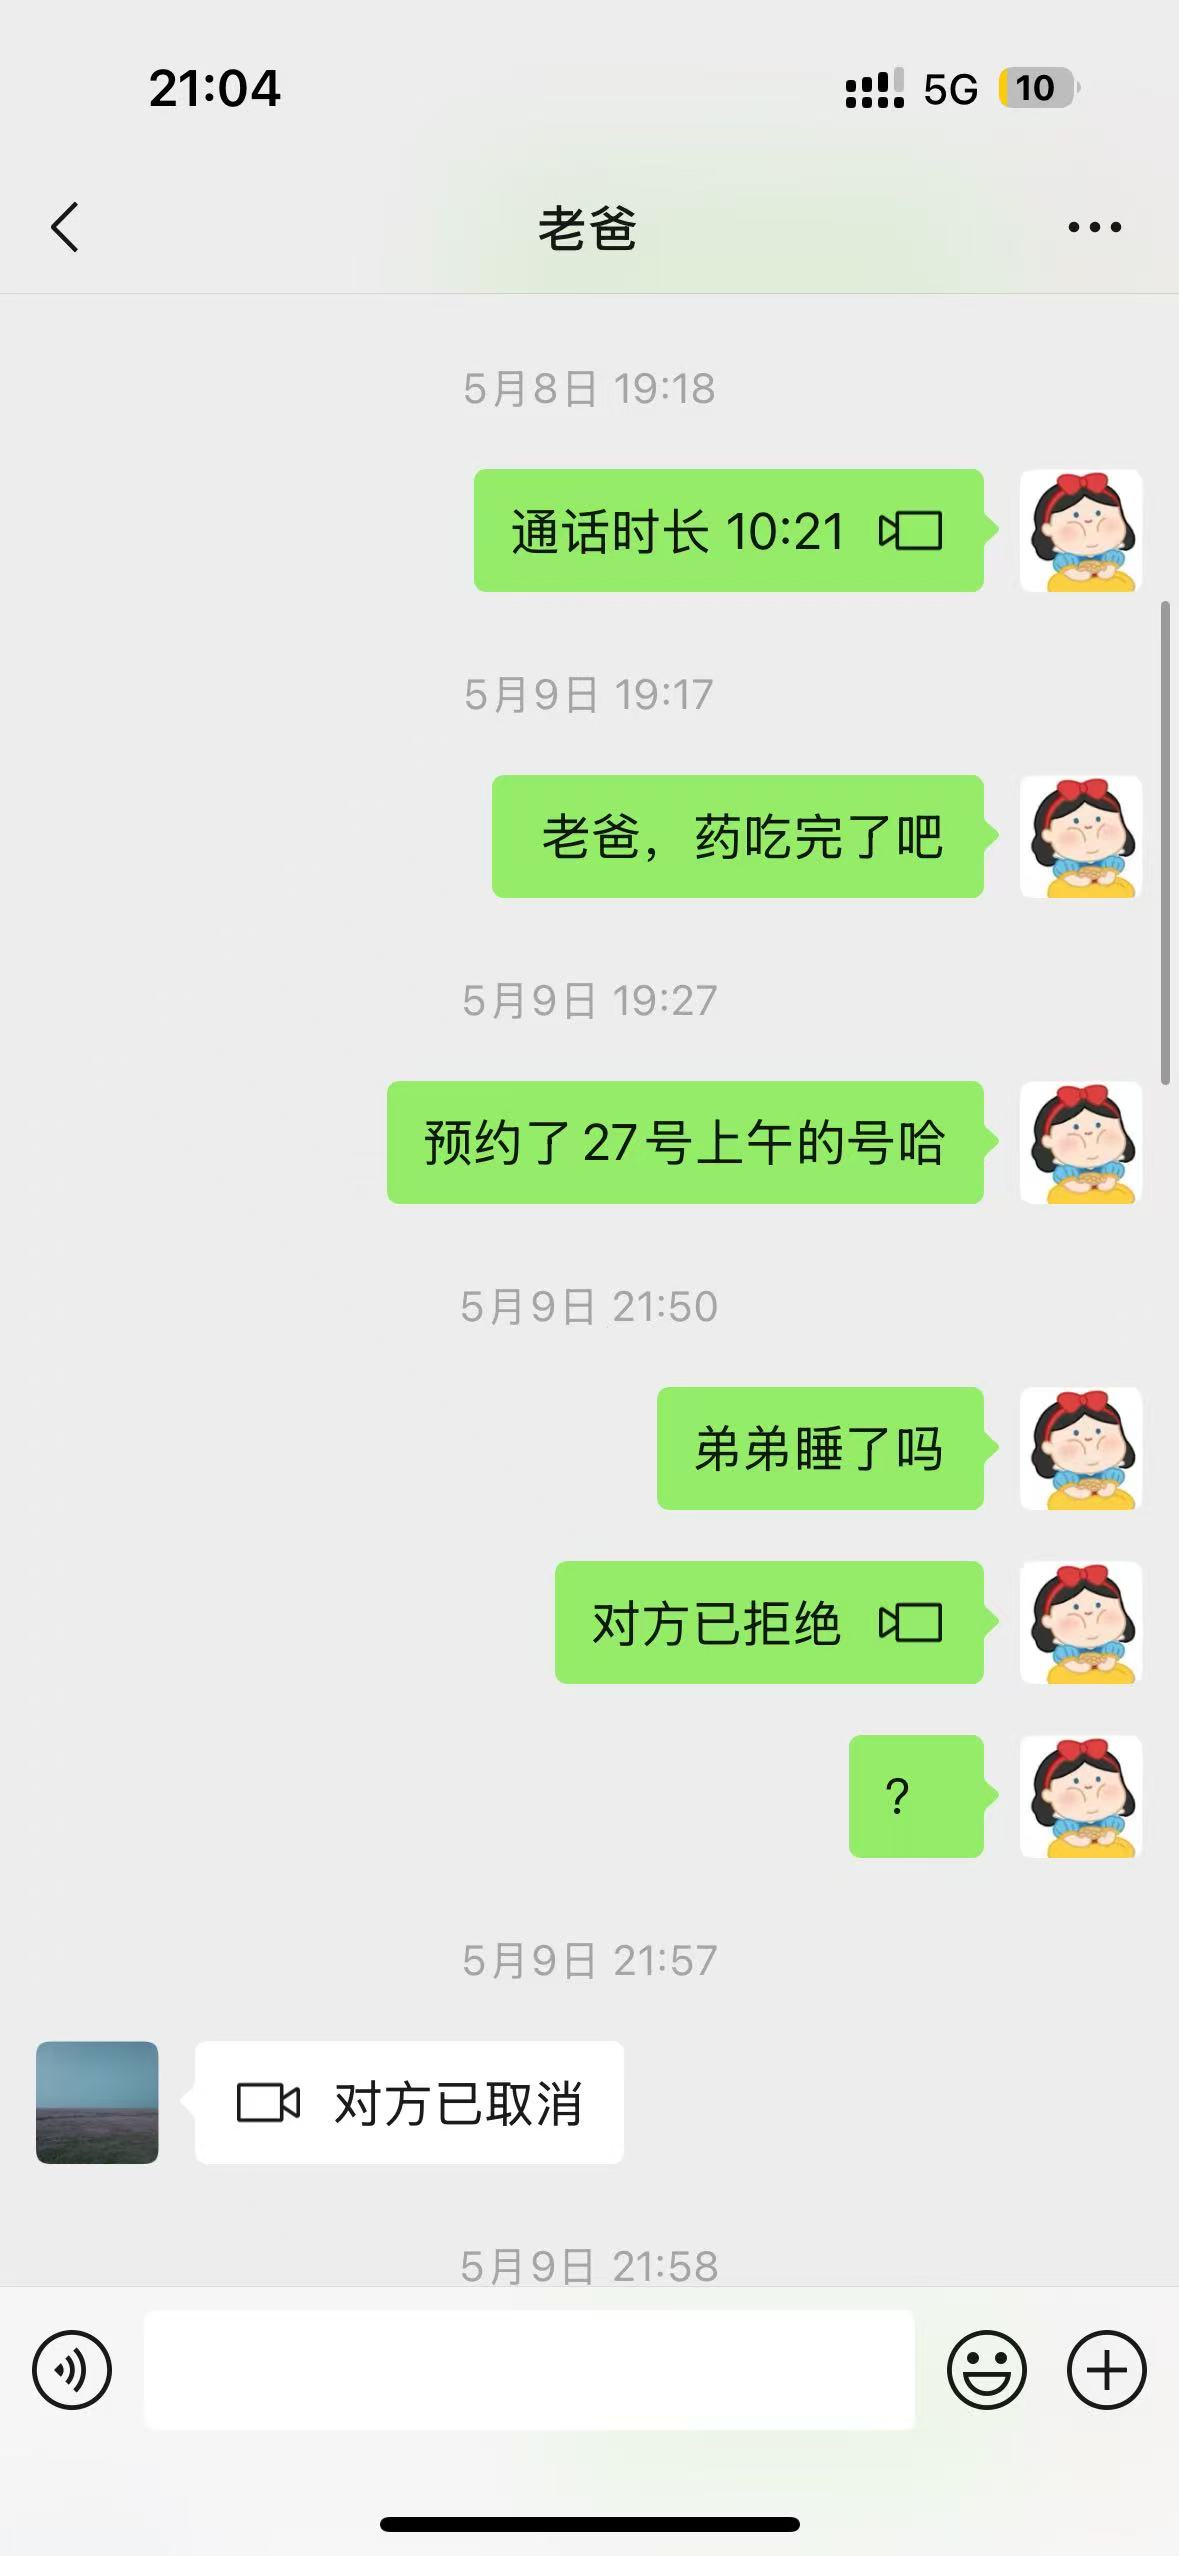 21:04
5G
10
老爸
5月8日 19:18
通话时长 10:21
5月9日 19:17
老爸，药吃完了吧
5月9日 19:27
预约了27号上午的号哈
5月9日 21:50
弟弟睡了吗
对方已拒绝
?
5月9日 21:57
对方已取消
5月9日 21:58